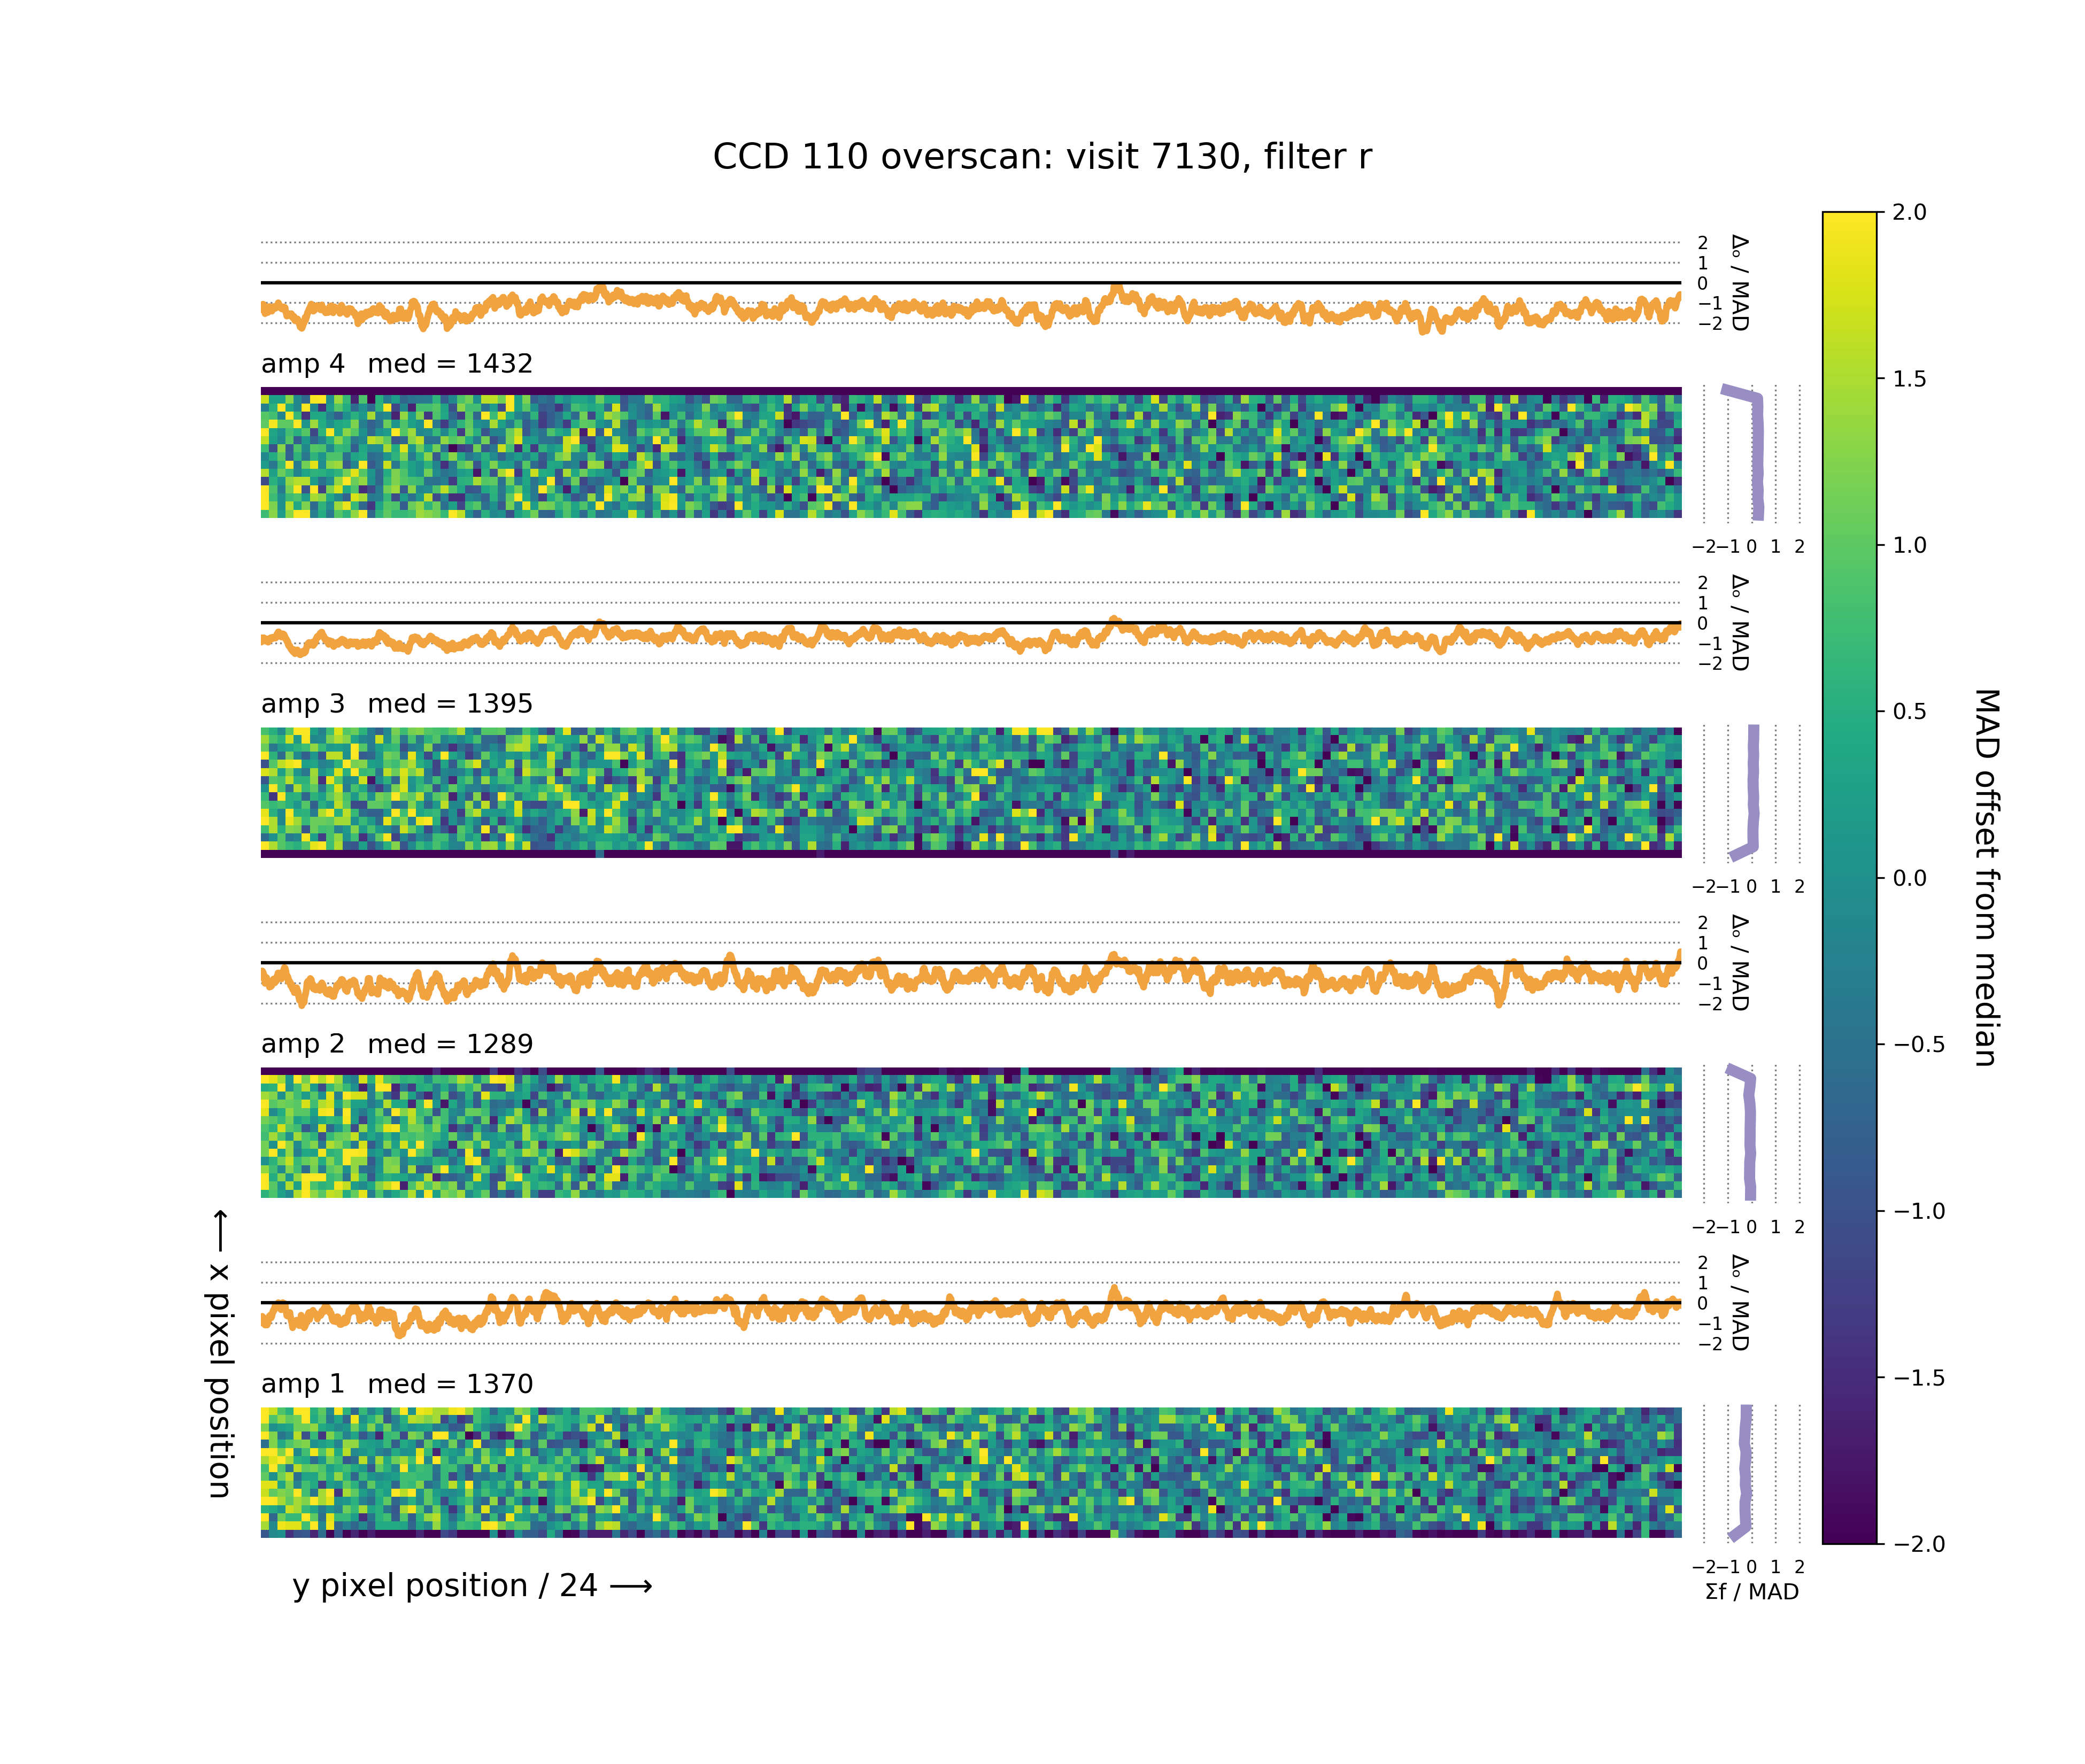 CCD 110 overscan: visit 7130, filter r
2
1
0
−1
−2
Δₒ / MAD
amp 4 med = 1432
−2 −1 0 1 2
2
1
0
−1
−2
Δₒ / MAD
amp 3 med = 1395
−2 −1 0 1 2
2
1
0
−1
−2
Δₒ / MAD
amp 2 med = 1289
−2 −1 0 1 2
2
1
0
−1
−2
Δₒ / MAD
amp 1 med = 1370
−2 −1 0 1 2
Σf / MAD
x pixel position ⟶
y pixel position / 24 ⟶
2.0
1.5
1.0
0.5
0.0
−0.5
−1.0
−1.5
−2.0
MAD offset from median